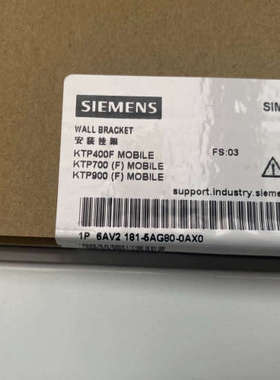 SIEMENS
SIM
WALL BRACKET
安装挂架
KTP400F MOBILE
KTP700 (F) MOBILE
KTP900 (F) MOBILE
FS:03
support.industry.sieme
1P 6AV2 181-5AG80-0AX0